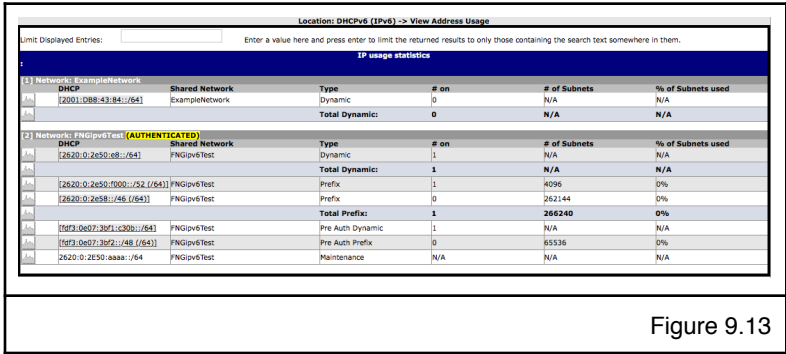 Location: DHCPv6 (IPv6) -> View Address Usage
Limit Displayed Entries: Enter a value here and press enter to limit the returned results to only those containing the search text somewhere in them.
IP usage statistics
:
[1] Network: ExampleNetwork
DHCP Shared Network Type # on # of Subnets % of Subnets used
[2001:DB8:43:84::/64] ExampleNetwork Dynamic 0 N/A N/A
Total Dynamic: 0 N/A N/A
[2] Network: FNGipv6Test (AUTHENTICATED)
DHCP Shared Network Type # on # of Subnets % of Subnets used
[2620:0:2e50:e8::/64] FNGipv6Test Dynamic 1 N/A N/A
Total Dynamic: 1 N/A N/A
[2620:0:2e50:f000::/52 (/64)] FNGipv6Test Prefix 1 4096 0%
[2620:0:2e58::/46 (/64)] FNGipv6Test Prefix 0 262144 0%
Total Prefix: 1 266240 0%
[fdf3:0e07:3bf1:c30b::/64] FNGipv6Test Pre Auth Dynamic 1 N/A N/A
[fdf3:0e07:3bf2::/48 (/64)] FNGipv6Test Pre Auth Prefix 0 65536 0%
2620:0:2E50:aaaa::/64 FNGipv6Test Maintenance N/A N/A N/A
Figure 9.13